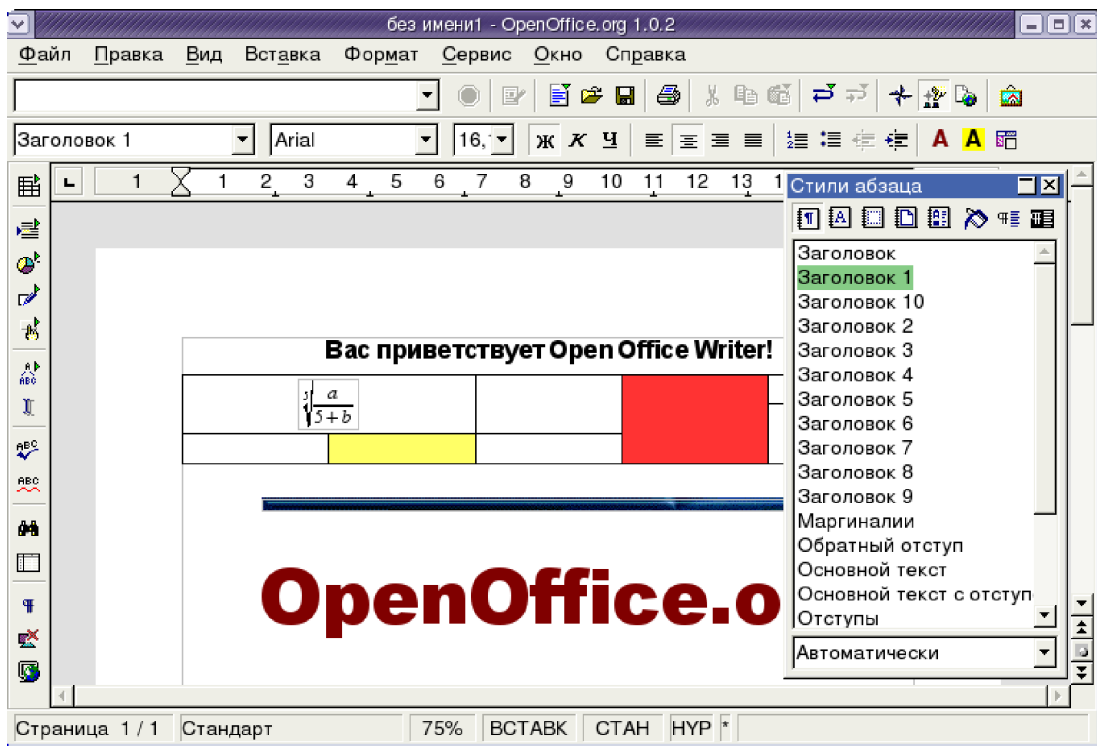 без имени1 - OpenOffice.org 1.0.2
Файл Правка Вид Вставка Формат Сервис Окно Справка
Заголовок 1 Arial 16, Ж К Ч A A
1 1 2 3 4 5 6 7 8 9 10 11 12 13 1
Стили абзаца
Заголовок
Заголовок 1
Заголовок 10
Заголовок 2
Заголовок 3
Заголовок 4
Заголовок 5
Заголовок 6
Заголовок 7
Заголовок 8
Заголовок 9
Маргиналии
Обратный отступ
Основной текст
Основной текст с отступ
Отступы
Автоматически
Вас приветствует Open Office Writer!
a
5+b
ABC
ABC
OpenOffice.o
Страница 1 / 1 Стандарт 75% ВСТАВК СТАН HYP *